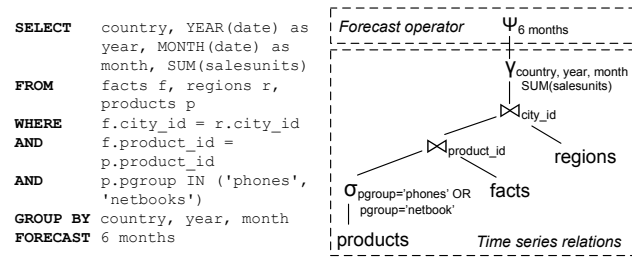 SELECT country, YEAR(date) as
year, MONTH(date) as
month, SUM(salesunits)
FROM facts f, regions r,
products p
WHERE f.city_id = r.city_id
AND f.product_id =
p.product_id
AND p.pgroup IN ('phones',
'netbooks')
GROUP BY country, year, month
FORECAST 6 months
Forecast operator
Ψ6 months
γcountry, year, month
SUM(salesunits)
⋈city_id
⋈product_id
regions
σpgroup='phones' OR
pgroup='netbook'
facts
products
Time series relations